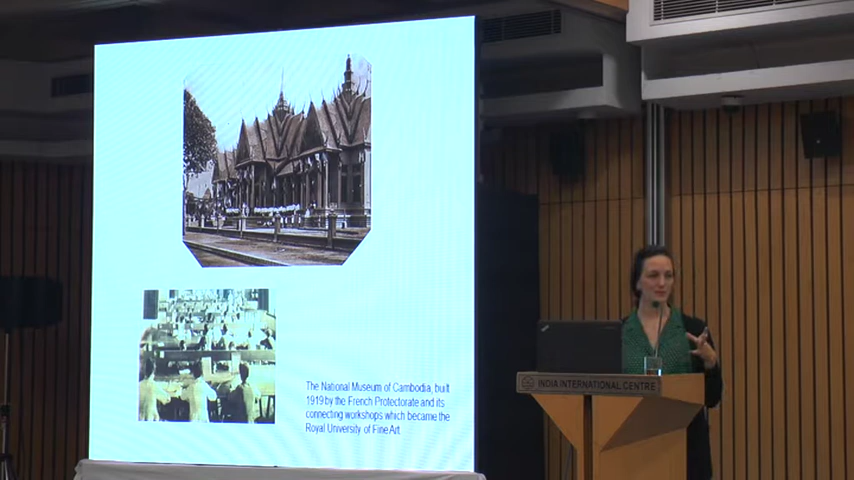 The National Museum of Cambodia, built
1919 by the French Protectorate and its
connecting workshops which became the
Royal University of Fine Art
INDIA INTERNATIONAL CENTRE